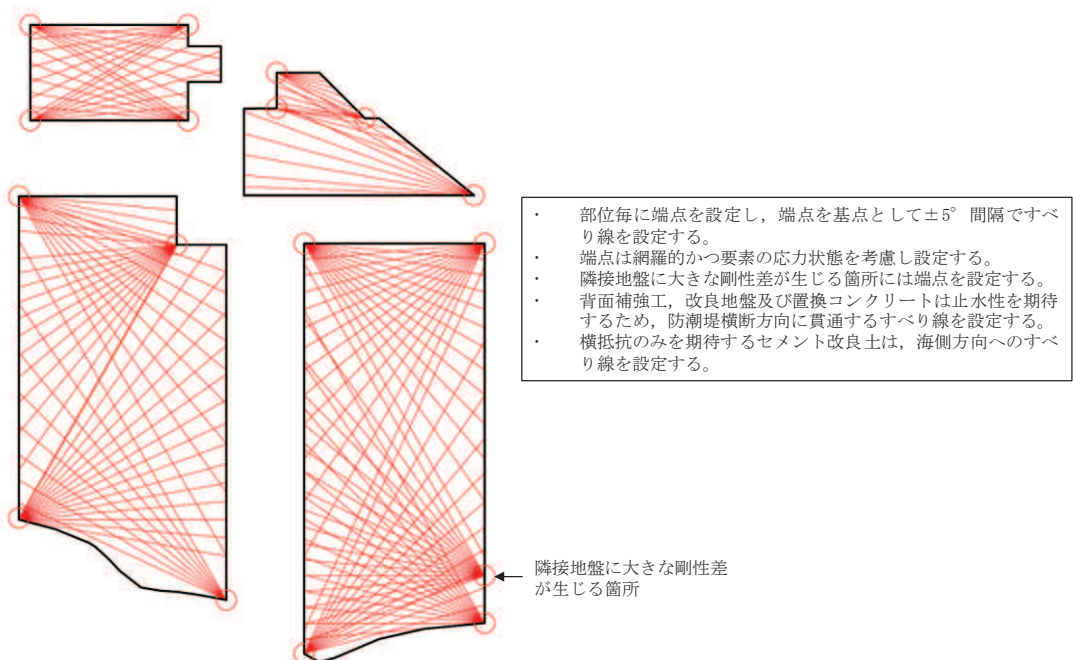 ・ 部位毎に端点を設定し，端点を基点として±5° 間隔ですべ
り線を設定する。
・ 端点は網羅的かつ要素の応力状態を考慮し設定する。
・ 隣接地盤に大きな剛性差が生じる箇所には端点を設定する。
・ 背面補強工，改良地盤及び置換コンクリートは止水性を期待
するため，防潮堤横断方向に貫通するすべり線を設定する。
・ 横抵抗のみを期待するセメント改良土は，海側方向へのすべ
り線を設定する。
隣接地盤に大きな剛性差
が生じる箇所